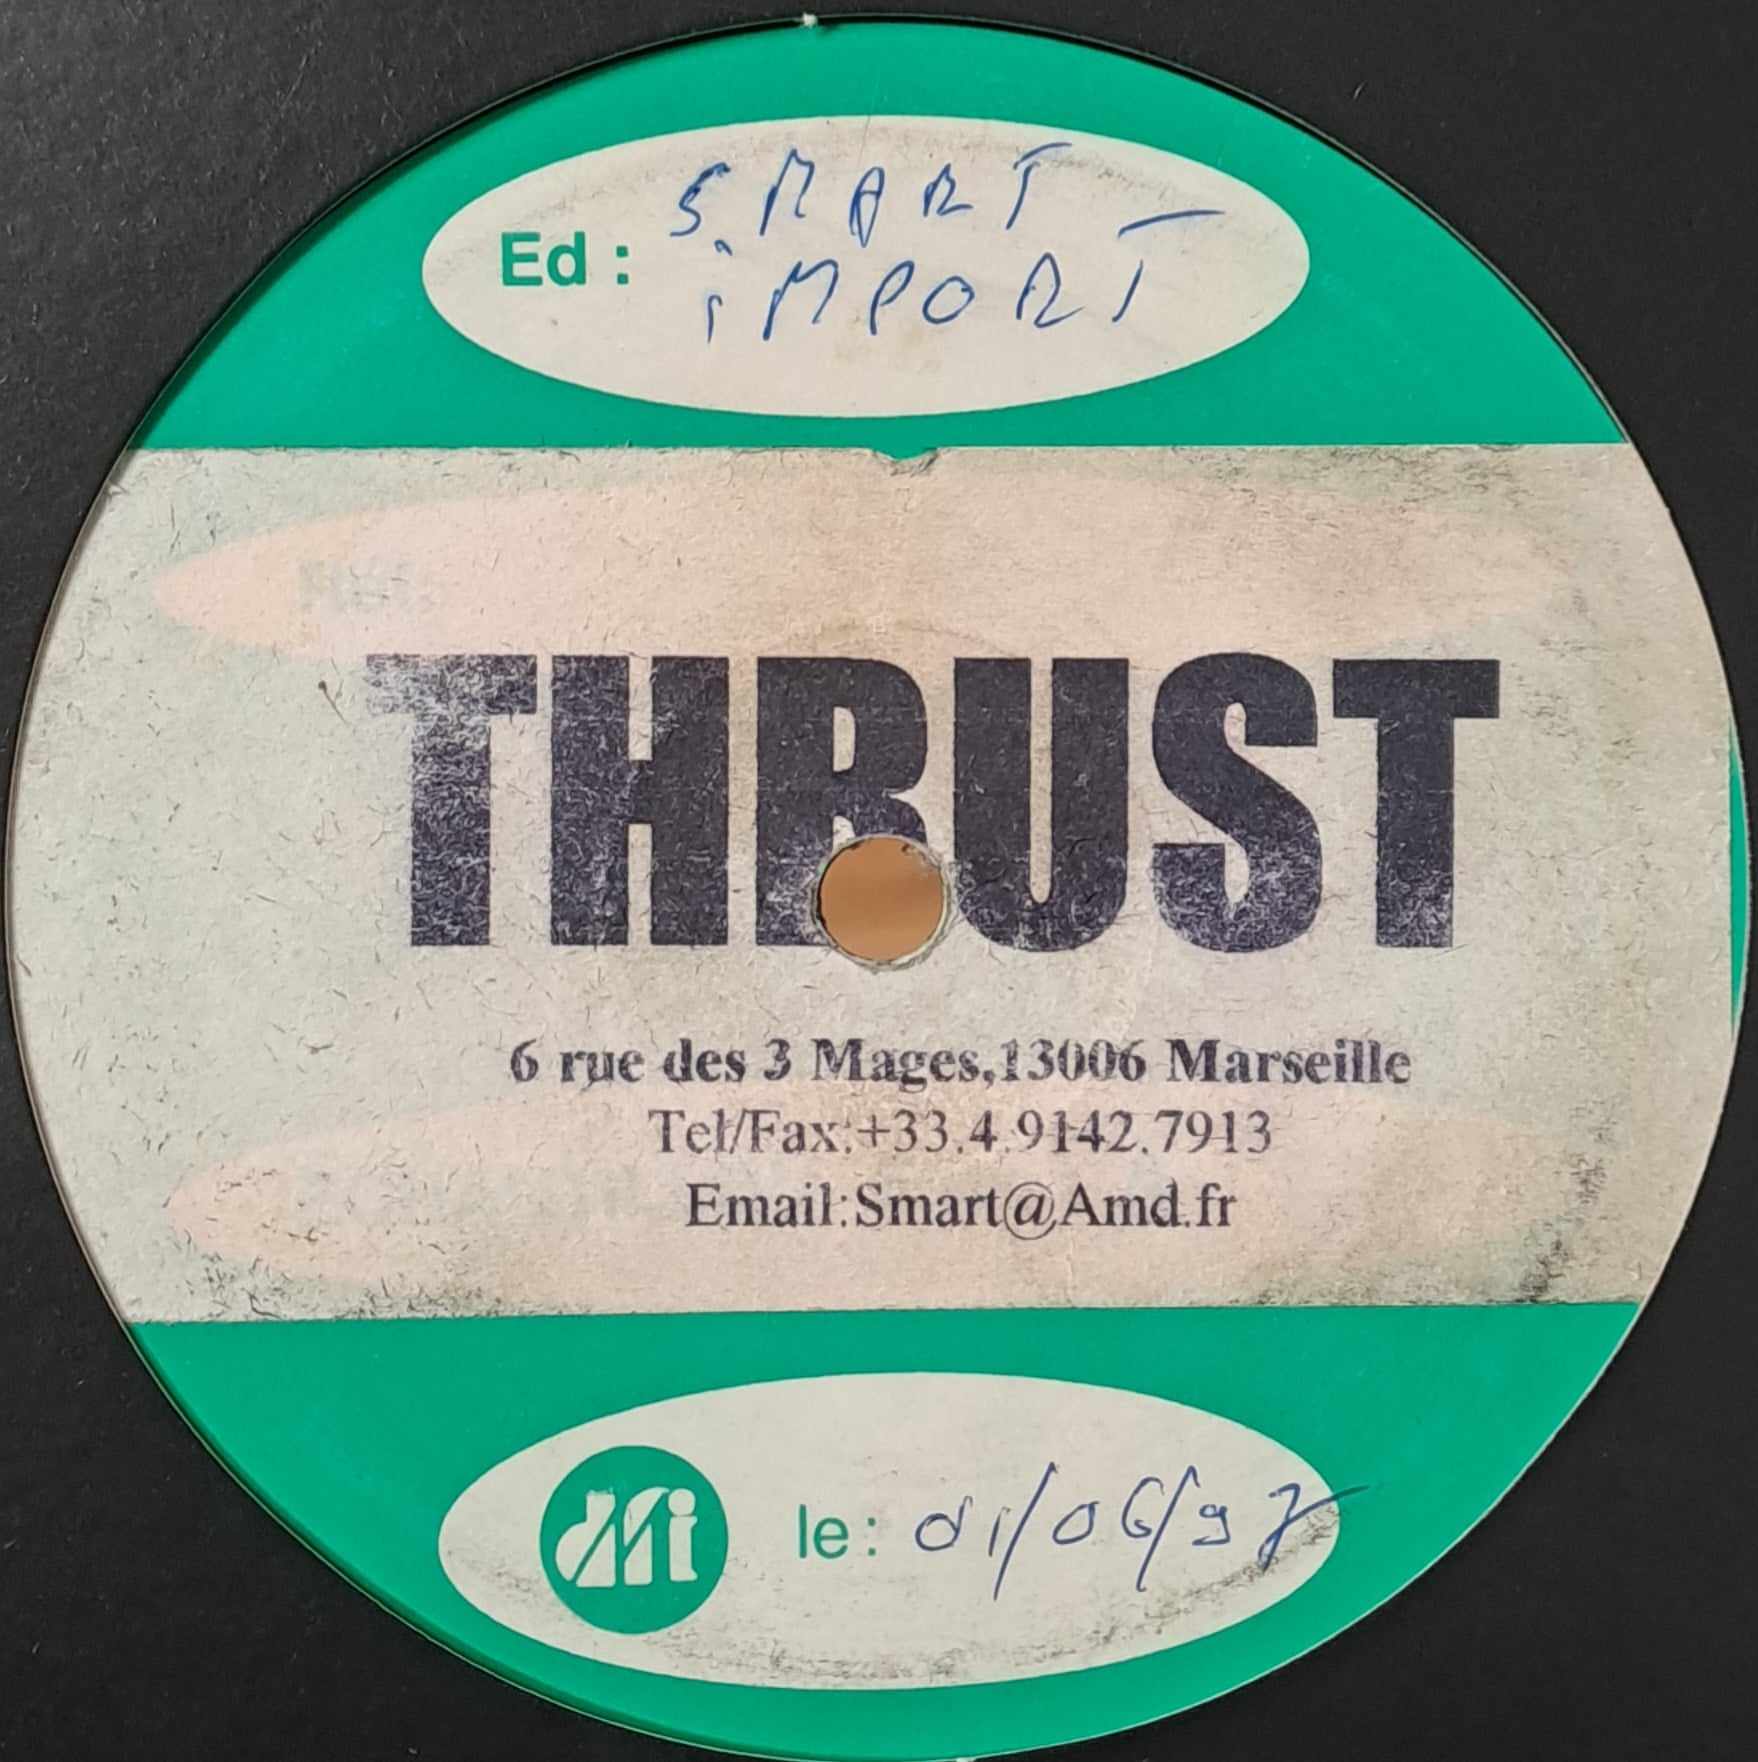 Ed : SMART
iMPORT
THRUST
6 rue des 3 Mages,13006 Marseille
Tel/Fax:+33.4.9142.7913
Email:Smart@Amd.fr
le : 01/06/97